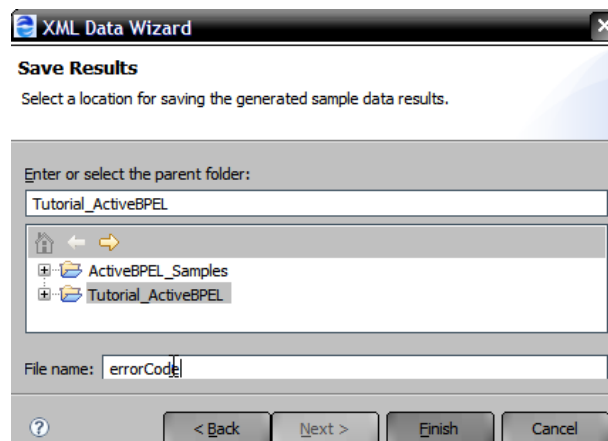 XML Data Wizard
Save Results
Select a location for saving the generated sample data results.
Enter or select the parent folder:
Tutorial_ActiveBPEL
ActiveBPEL_Samples
Tutorial_ActiveBPEL
File name: errorCode
< Back Next > Finish Cancel